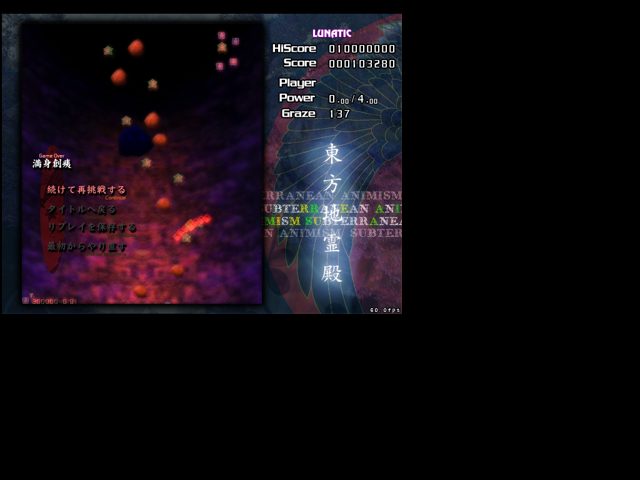 LUNATIC
HiScore 010000000
Score 000103280
Player
Power 0.00/4.00
Graze 137
Game Over
満身創痍
続けて再挑戦する
Continue
タイトルへ戻る
リプレイを保存する
最初からやり直す
東方地霊殿
SUBTERRANEAN ANIMISM
60.0fps